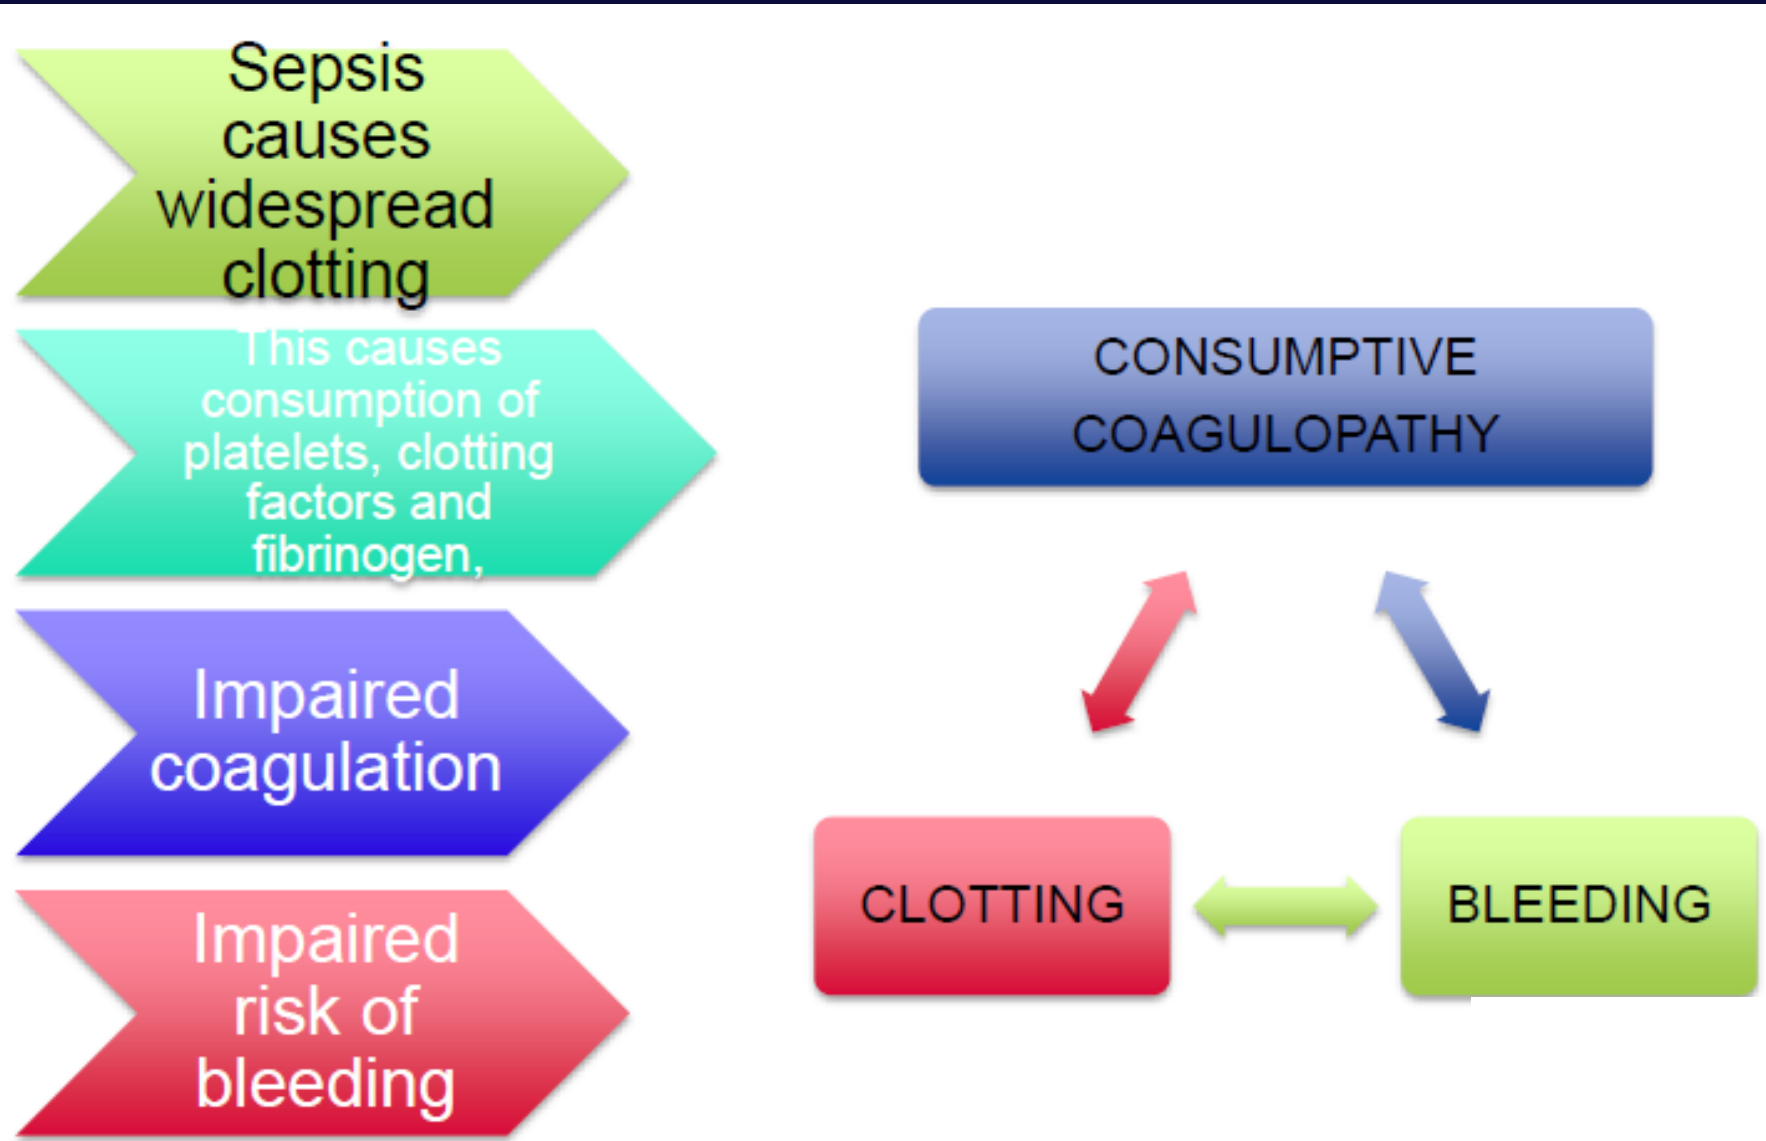 Sepsis
causes
widespread
clotting
This causes
consumption of
platelets, clotting
factors and
fibrinogen,
Impaired
coagulation
Impaired
risk of
bleeding
CONSUMPTIVE
COAGULOPATHY
CLOTTING
BLEEDING